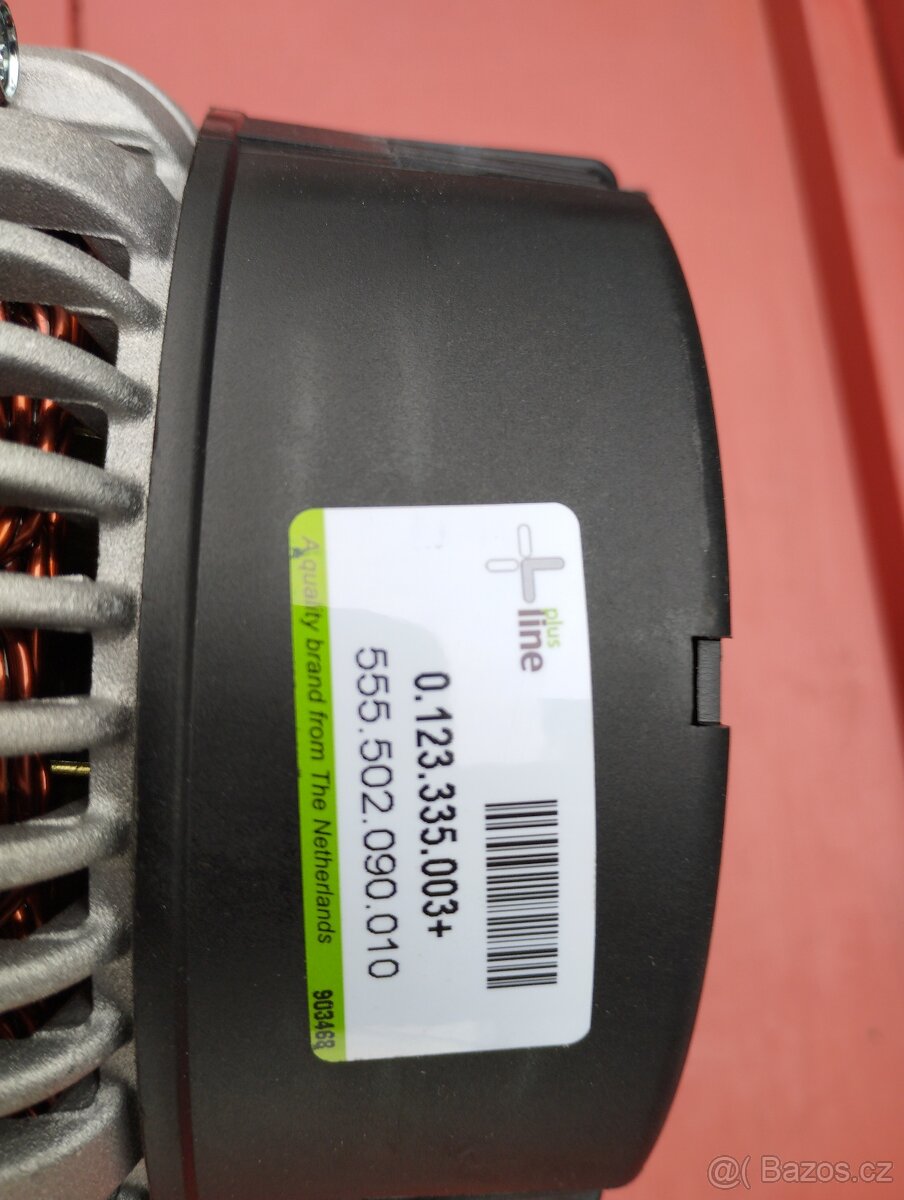 plus
line
0.123.335.003+
555.502.090.010
A quality brand from The Netherlands 903468
@( Bazos.cz